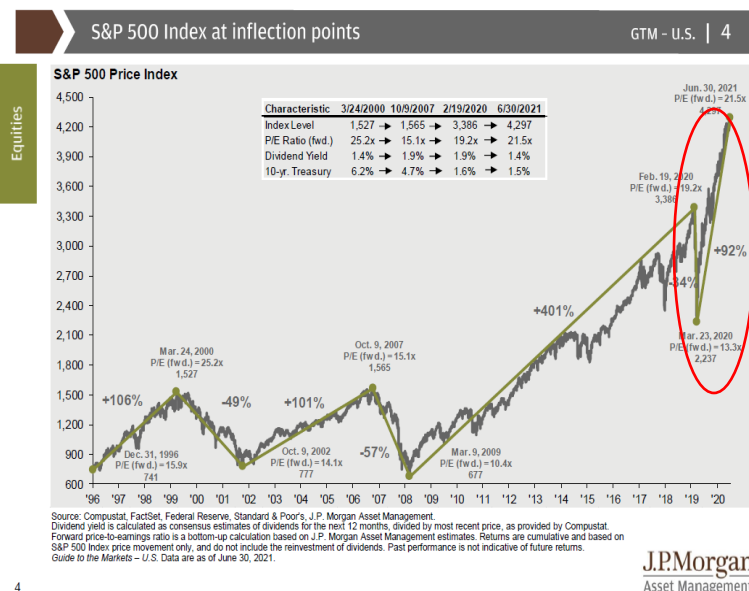 S&P 500 Index at inflection points
GTM – U.S. | 4
Equities
S&P 500 Price Index
Characteristic 3/24/2000 10/9/2007 2/19/2020 6/30/2021
Index Level 1,527 → 1,565 → 3,386 → 4,297
P/E Ratio (fwd.) 25.2x → 15.1x → 19.2x → 21.5x
Dividend Yield 1.4% → 1.9% → 1.9% → 1.4%
10-yr. Treasury 6.2% → 4.7% → 1.6% → 1.5%
4,500
4,200
3,900
3,600
3,300
3,000
2,700
2,400
2,100
1,800
1,500
1,200
900
600
Jun. 30, 2021
P/E (fwd.) = 21.5x
4,297
Feb. 19, 2020
P/E (fwd.) = 19.2x
3,386
+92%
-34%
+401%
Mar. 23, 2020
P/E (fwd.) = 13.3x
2,237
Mar. 24, 2000
P/E (fwd.) = 25.2x
1,527
Oct. 9, 2007
P/E (fwd.) = 15.1x
1,565
+106%
-49%
+101%
-57%
Dec. 31, 1996
P/E (fwd.) = 15.9x
741
Oct. 9, 2002
P/E (fwd.) = 14.1x
777
Mar. 9, 2009
P/E (fwd.) = 10.4x
677
'96 '97 '98 '99 '00 '01 '02 '03 '04 '05 '06 '07 '08 '09 '10 '11 '12 '13 '14 '15 '16 '17 '18 '19 '20
Source: Compustat, FactSet, Federal Reserve, Standard & Poor's, J.P. Morgan Asset Management.
Dividend yield is calculated as consensus estimates of dividends for the next 12 months, divided by most recent price, as provided by Compustat.
Forward price-to-earnings ratio is a bottom-up calculation based on J.P. Morgan Asset Management estimates. Returns are cumulative and based on
S&P 500 Index price movement only, and do not include the reinvestment of dividends. Past performance is not indicative of future returns.
Guide to the Markets – U.S. Data are as of June 30, 2021.
J.P.Morgan
Asset Management
4